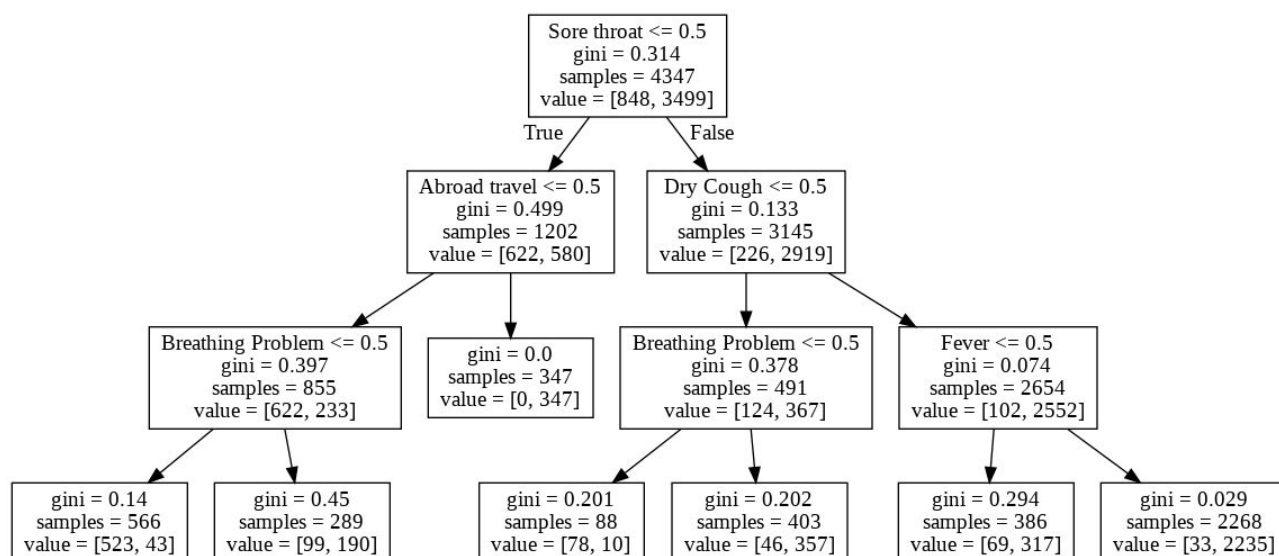 Sore throat <= 0.5
gini = 0.314
samples = 4347
value = [848, 3499]
True
False
Abroad travel <= 0.5
gini = 0.499
samples = 1202
value = [622, 580]
Dry Cough <= 0.5
gini = 0.133
samples = 3145
value = [226, 2919]
Breathing Problem <= 0.5
gini = 0.397
samples = 855
value = [622, 233]
gini = 0.0
samples = 347
value = [0, 347]
Breathing Problem <= 0.5
gini = 0.378
samples = 491
value = [124, 367]
Fever <= 0.5
gini = 0.074
samples = 2654
value = [102, 2552]
gini = 0.14
samples = 566
value = [523, 43]
gini = 0.45
samples = 289
value = [99, 190]
gini = 0.201
samples = 88
value = [78, 10]
gini = 0.202
samples = 403
value = [46, 357]
gini = 0.294
samples = 386
value = [69, 317]
gini = 0.029
samples = 2268
value = [33, 2235]